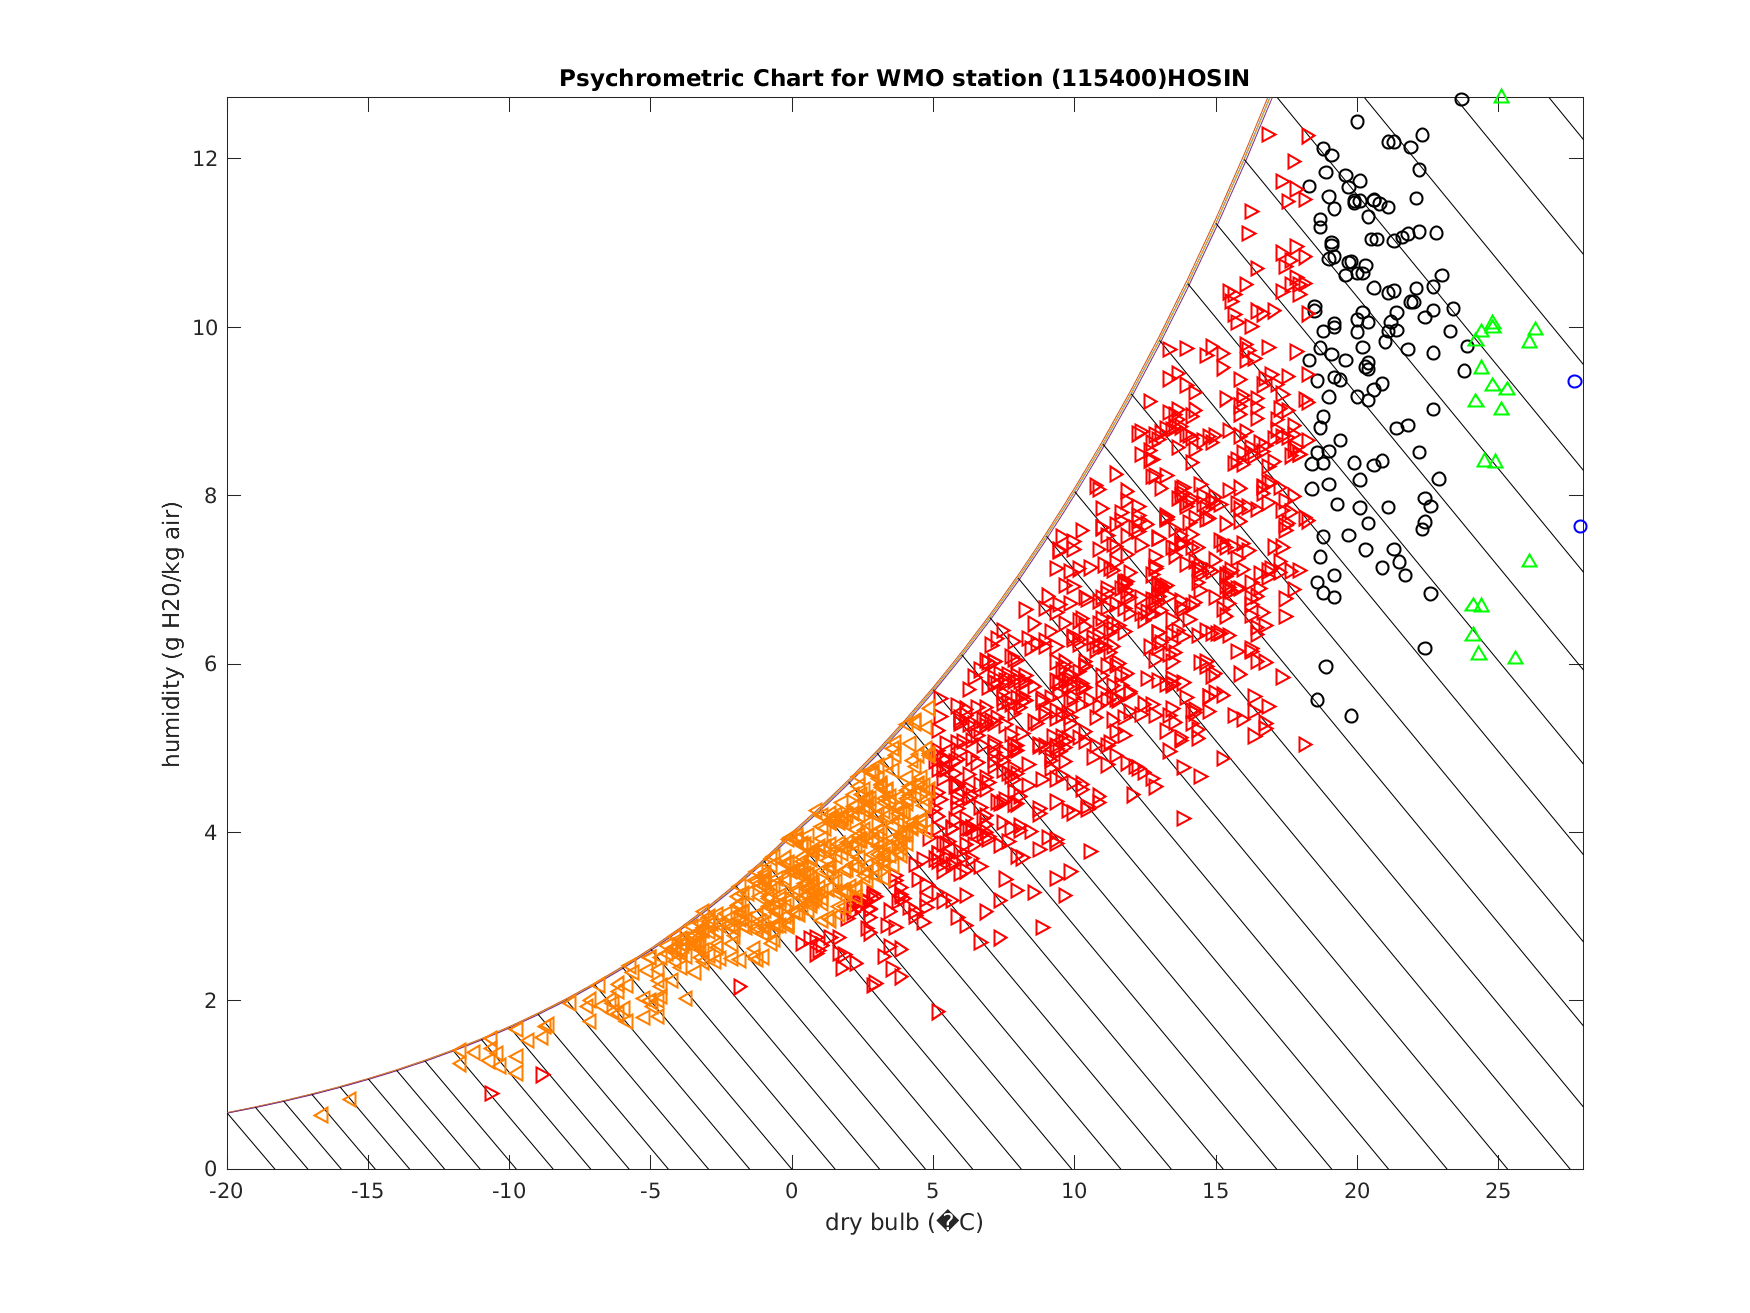 Psychrometric Chart for WMO station (115400)HOSIN
12
10
8
6
4
2
0
humidity (g H20/kg air)
-20 -15 -10 -5 0 5 10 15 20 25
dry bulb (�C)